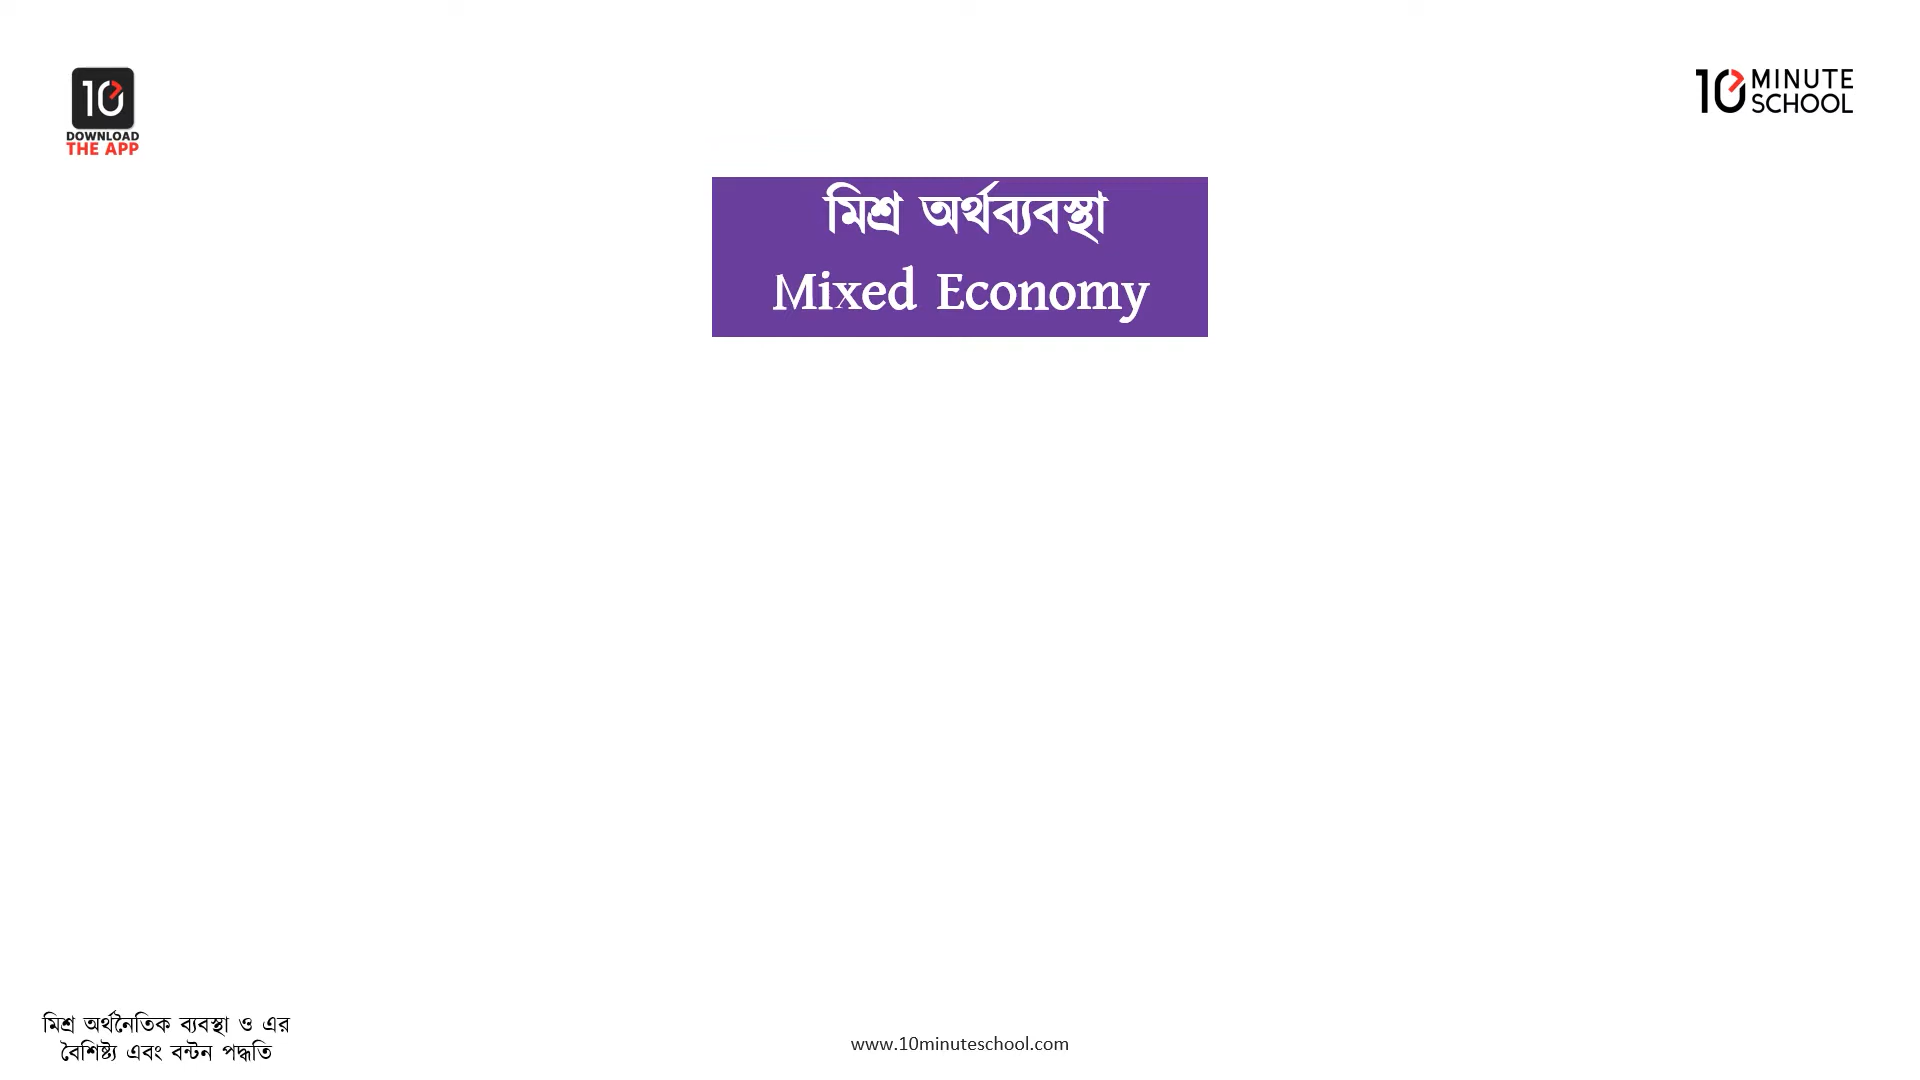 10
DOWNLOAD
THE APP
10 MINUTE
SCHOOL
মিশ্র অর্থব্যবস্থা
Mixed Economy
মিশ্র অর্থনৈতিক ব্যবস্থা ও এর
বৈশিষ্ট্য এবং বন্টন পদ্ধতি
www.10minuteschool.com